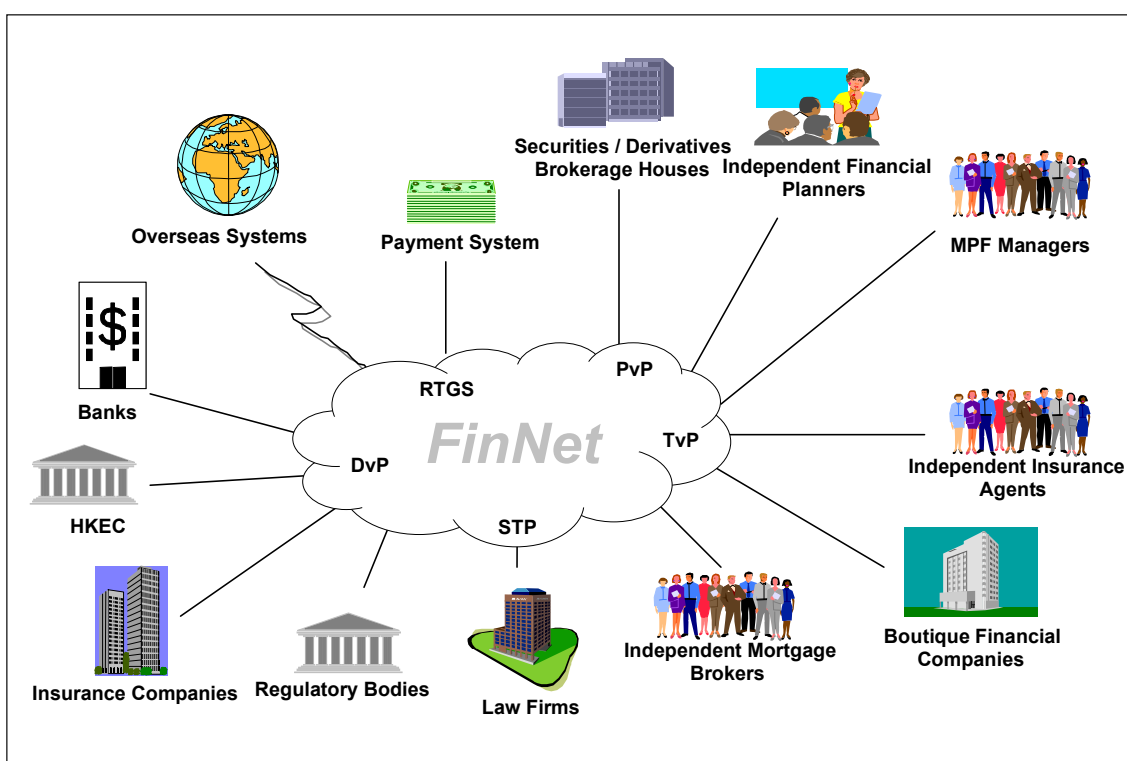 Securities / Derivatives
Brokerage Houses
Independent Financial
Planners
Overseas Systems
Payment System
MPF Managers
$
Banks
RTGS
PvP
FinNet
TvP
DvP
Independent Insurance
Agents
HKEC
STP
Insurance Companies
Regulatory Bodies
Law Firms
Independent Mortgage
Brokers
Boutique Financial
Companies